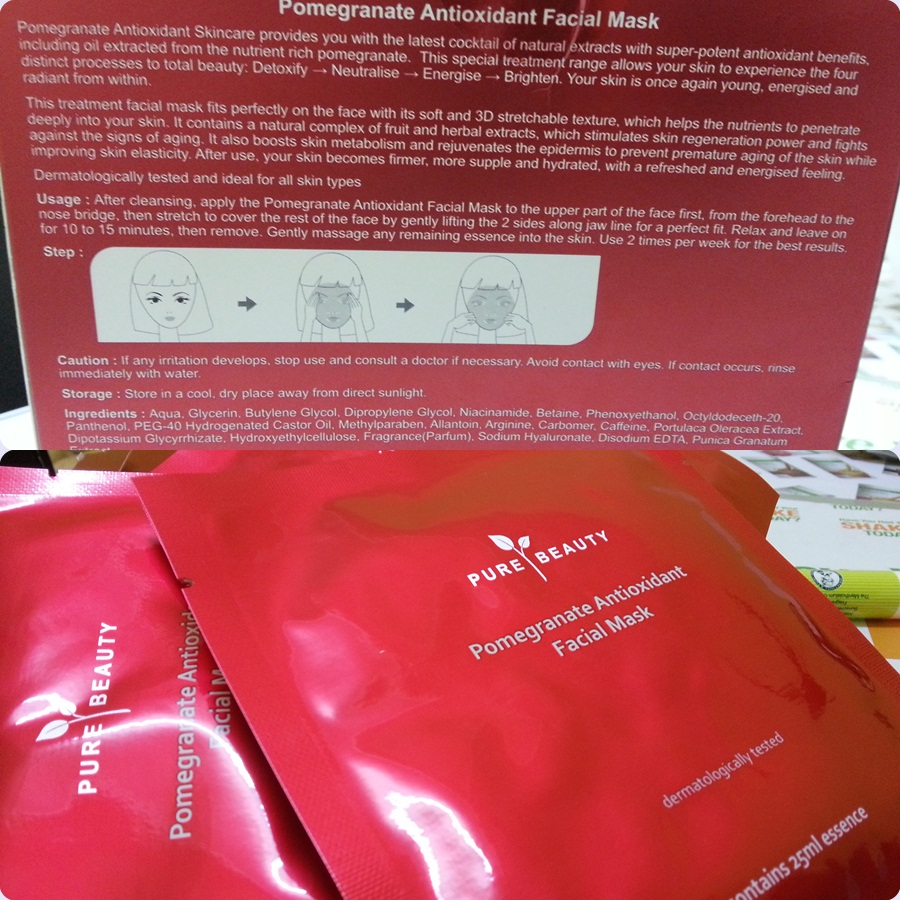 Pomegranate Antioxidant Facial Mask
Pomegranate Antioxidant Skincare provides you with the latest cocktail of natural extracts with super-potent antioxidant benefits,
including oil extracted from the nutrient rich pomegranate. This special treatment range allows your skin to experience the four
distinct processes to total beauty: Detoxify → Neutralise → Energise → Brighten. Your skin is once again young, energised and
radiant from within.
This treatment facial mask fits perfectly on the face with its soft and 3D stretchable texture, which helps the nutrients to penetrate
deeply into your skin. It contains a natural complex of fruit and herbal extracts, which stimulates skin regeneration power and fights
against the signs of aging. It also boosts skin metabolism and rejuvenates the epidermis to prevent premature aging of the skin while
improving skin elasticity. After use, your skin becomes firmer, more supple and hydrated, with a refreshed and energised feeling.
Dermatologically tested and ideal for all skin types
Usage : After cleansing, apply the Pomegranate Antioxidant Facial Mask to the upper part of the face first, from the forehead to the
nose bridge, then stretch to cover the rest of the face by gently lifting the 2 sides along jaw line for a perfect fit. Relax and leave on
for 10 to 15 minutes, then remove. Gently massage any remaining essence into the skin. Use 2 times per week for the best results.
Step :
Caution : If any irritation develops, stop use and consult a doctor if necessary. Avoid contact with eyes. If contact occurs, rinse
immediately with water.
Storage : Store in a cool, dry place away from direct sunlight.
Ingredients : Aqua, Glycerin, Butylene Glycol, Dipropylene Glycol, Niacinamide, Betaine, Phenoxyethanol, Octyldodeceth-20,
Panthenol, PEG-40 Hydrogenated Castor Oil, Methylparaben, Allantoin, Arginine, Carbomer, Caffeine, Portulaca Oleracea Extract,
Dipotassium Glycyrrhizate, Hydroxyethylcellulose, Fragrance(Parfum), Sodium Hyaluronate, Disodium EDTA, Punica Granatum
PURE BEAUTY
Pomegranate Antioxidant
Facial Mask
dermatologically tested
contains 25ml essence
PURE BEAUTY
Pomegranate Antioxid
Facial M
TODAY?
SHAK
TODA